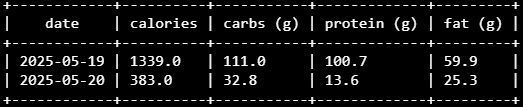 +------------+----------+-----------+-------------+---------+
|    date    | calories | carbs (g) | protein (g) | fat (g) |
+------------+----------+-----------+-------------+---------+
| 2025-05-19 | 1339.0   | 111.0     | 100.7       | 59.9    |
| 2025-05-20 | 383.0    | 32.8      | 13.6        | 25.3    |
+------------+----------+-----------+-------------+---------+